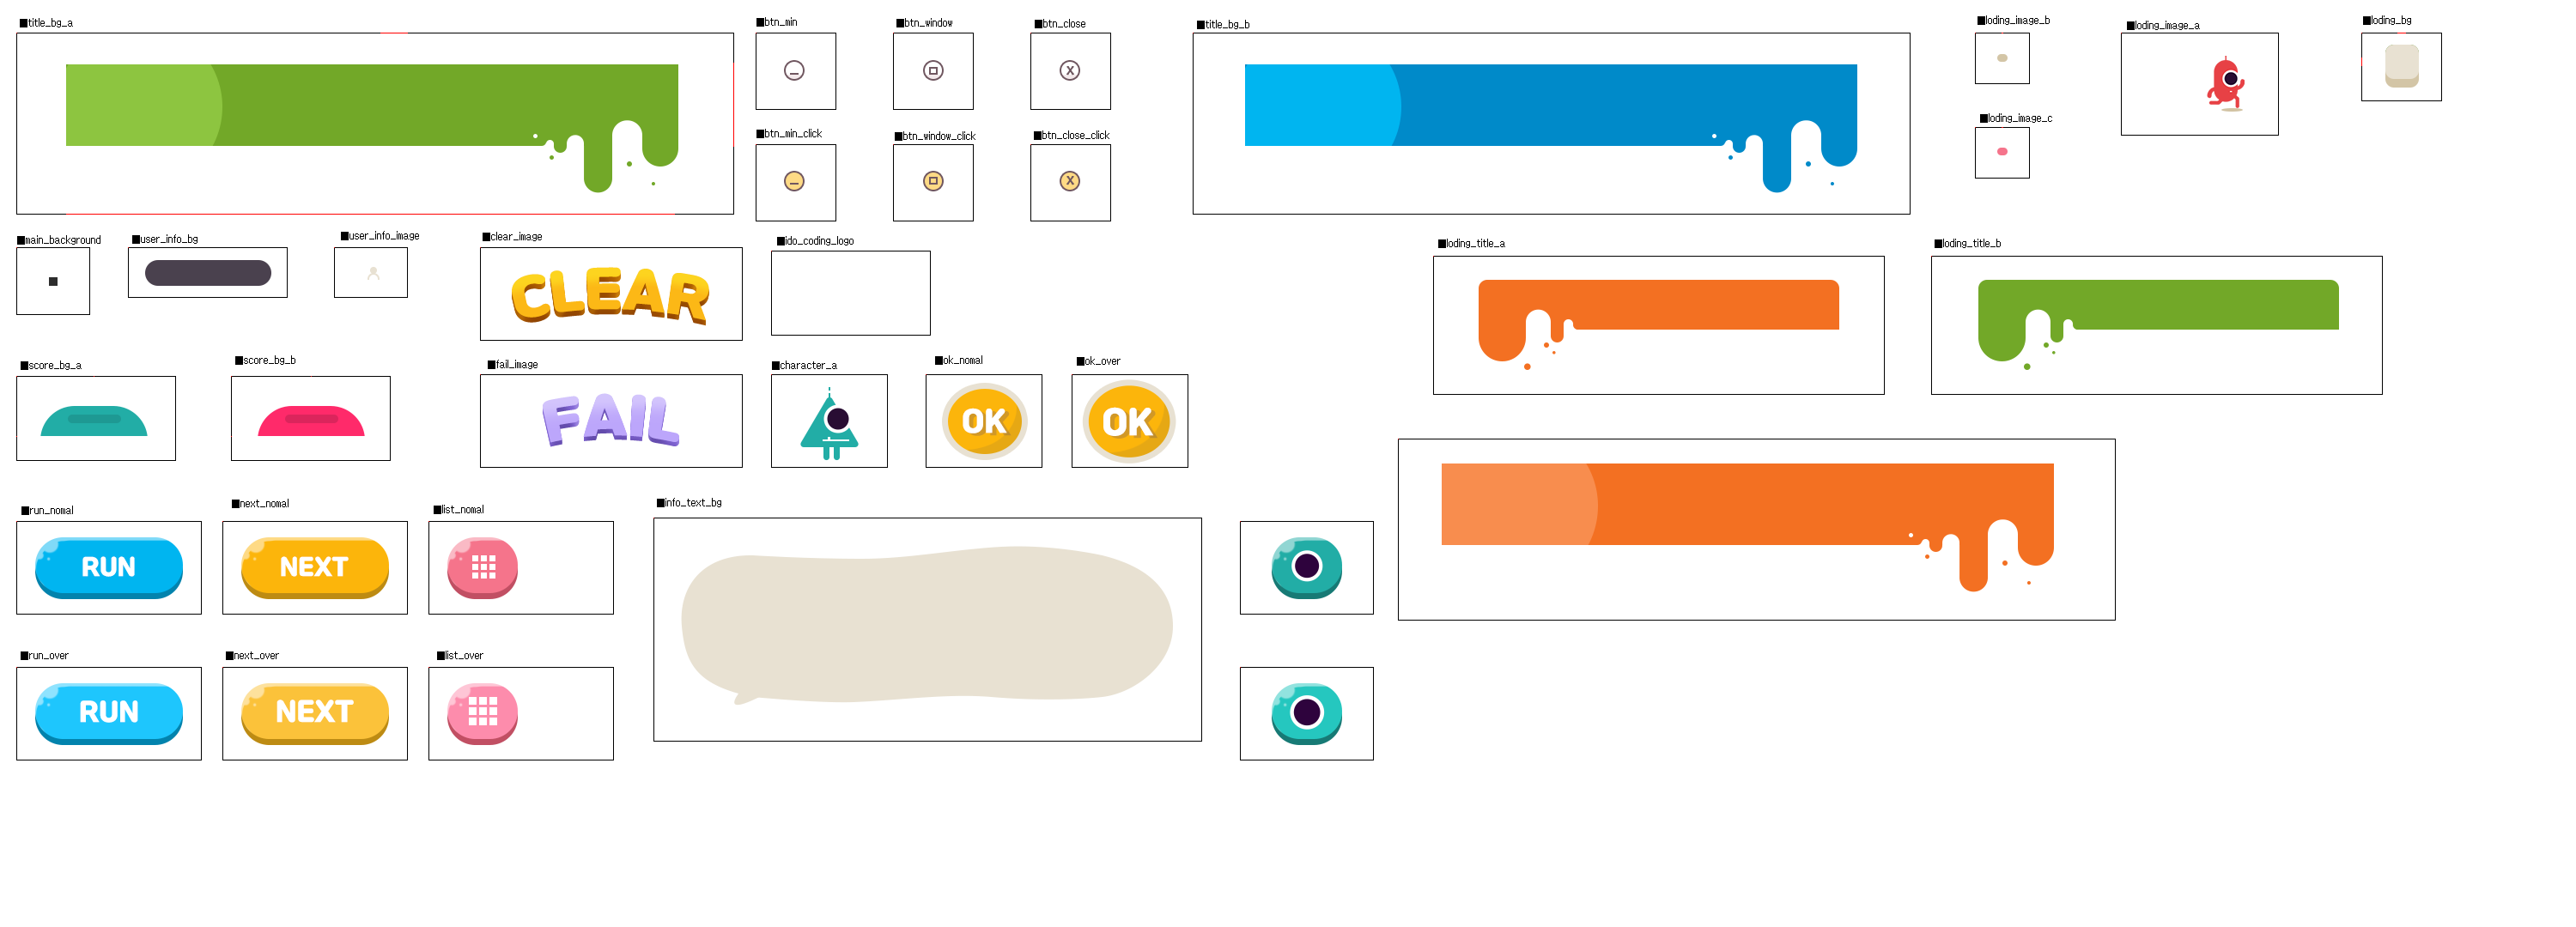 ■title_bg_a
■btn_min
■btn_window
■btn_close
■title_bg_b
■loding_image_b
■loding_image_a
■loding_bg
X
■loding_image_c
■btn_min_click
■btn_window_click
■btn_close_click
X
■main_background
■user_info_bg
■user_info_image
■clear_image
■ido_coding_logo
■loding_title_a
■loding_title_b
CLEAR
■score_bg_a
■score_bg_b
■fail_image
■character_a
■ok_nomal
■ok_over
FAIL
OK
OK
■run_nomal
■next_nomal
■list_nomal
■info_text_bg
RUN
NEXT
■run_over
■next_over
■list_over
RUN
NEXT